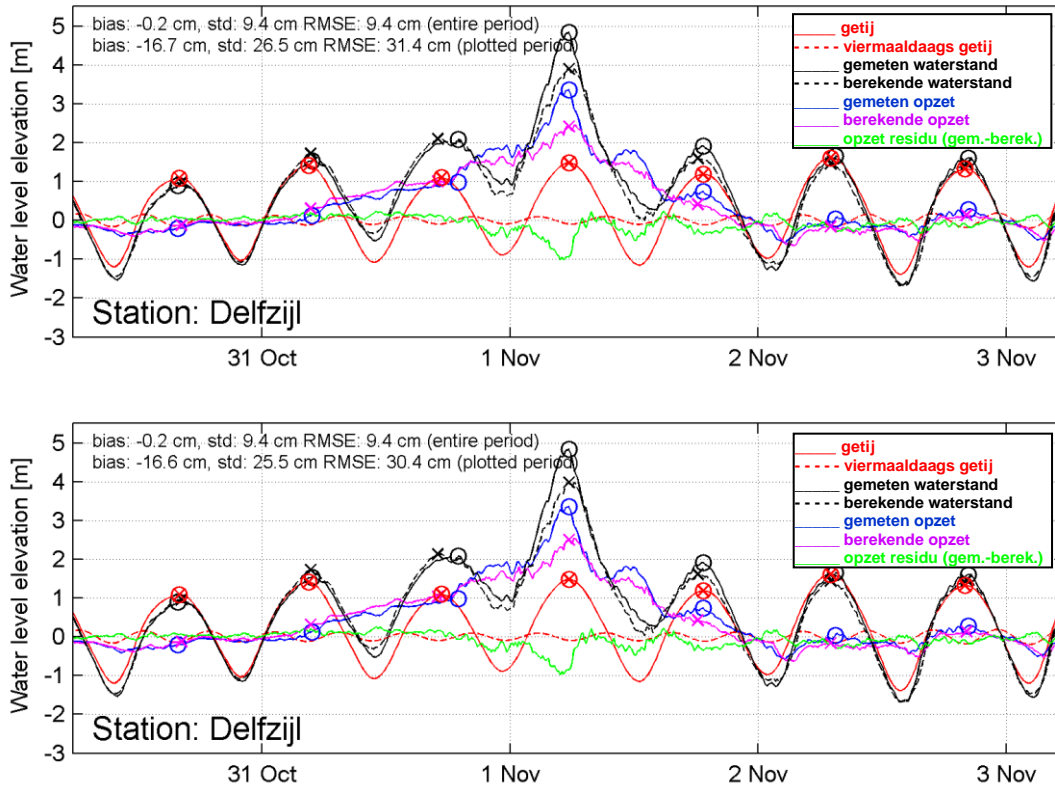 bias: -0.2 cm, std: 9.4 cm RMSE: 9.4 cm (entire period)
bias: -16.7 cm, std: 26.5 cm RMSE: 31.4 cm (plotted period)
getij
viermaaldaags getij
gemeten waterstand
berekende waterstand
gemeten opzet
berekende opzet
opzet residu (gem.-berek.)
Water level elevation [m]
5
4
3
2
1
0
-1
-2
-3
Station: Delfzijl
31 Oct
1 Nov
2 Nov
3 Nov
bias: -0.2 cm, std: 9.4 cm RMSE: 9.4 cm (entire period)
bias: -16.6 cm, std: 25.5 cm RMSE: 30.4 cm (plotted period)
getij
viermaaldaags getij
gemeten waterstand
berekende waterstand
gemeten opzet
berekende opzet
opzet residu (gem.-berek.)
Water level elevation [m]
5
4
3
2
1
0
-1
-2
-3
Station: Delfzijl
31 Oct
1 Nov
2 Nov
3 Nov